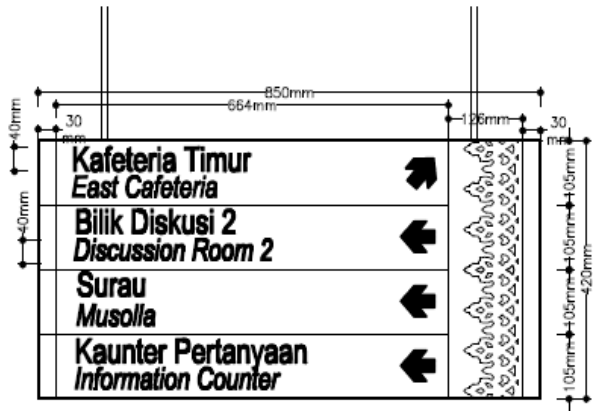 850mm
664mm
126mm
30
mm
30
mm
40mm
40mm
Kafeteria Timur
East Cafeteria
Bilik Diskusi 2
Discussion Room 2
Surau
Musolla
Kaunter Pertanyaan
Information Counter
105mm
105mm
105mm
105mm
420mm